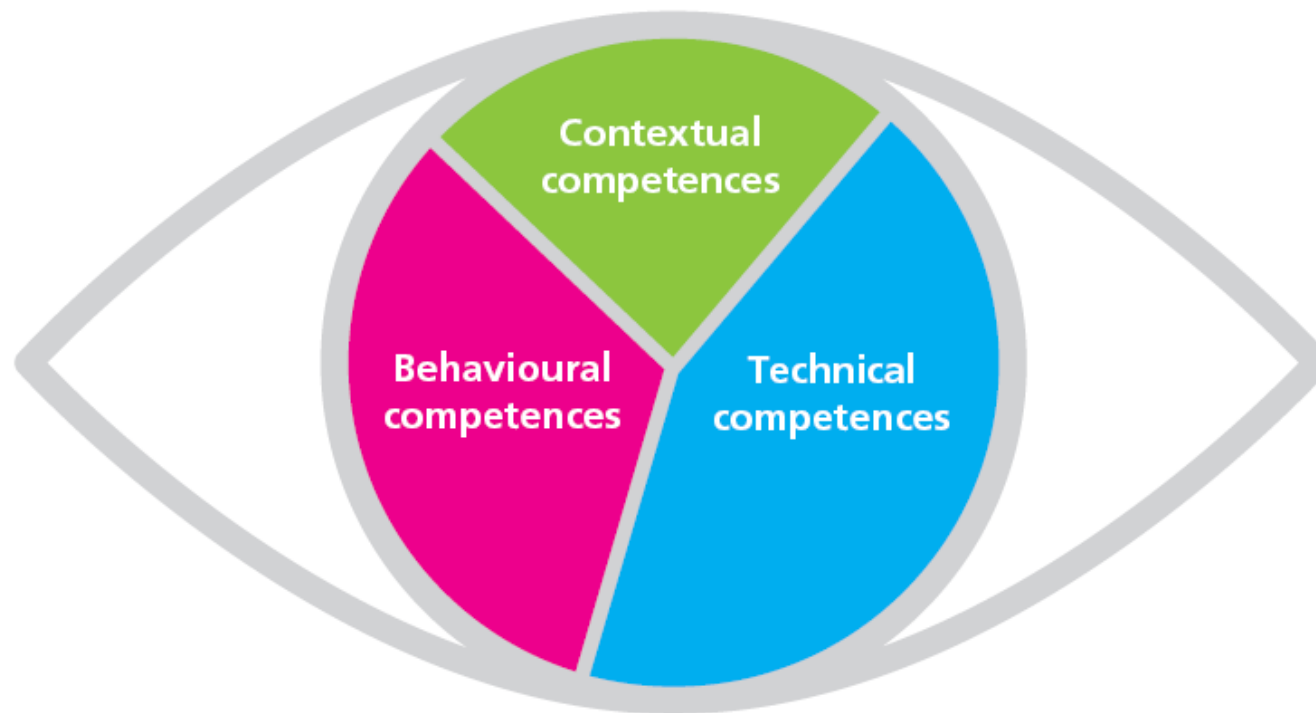 Contextual
competences
Behavioural
competences
Technical
competences